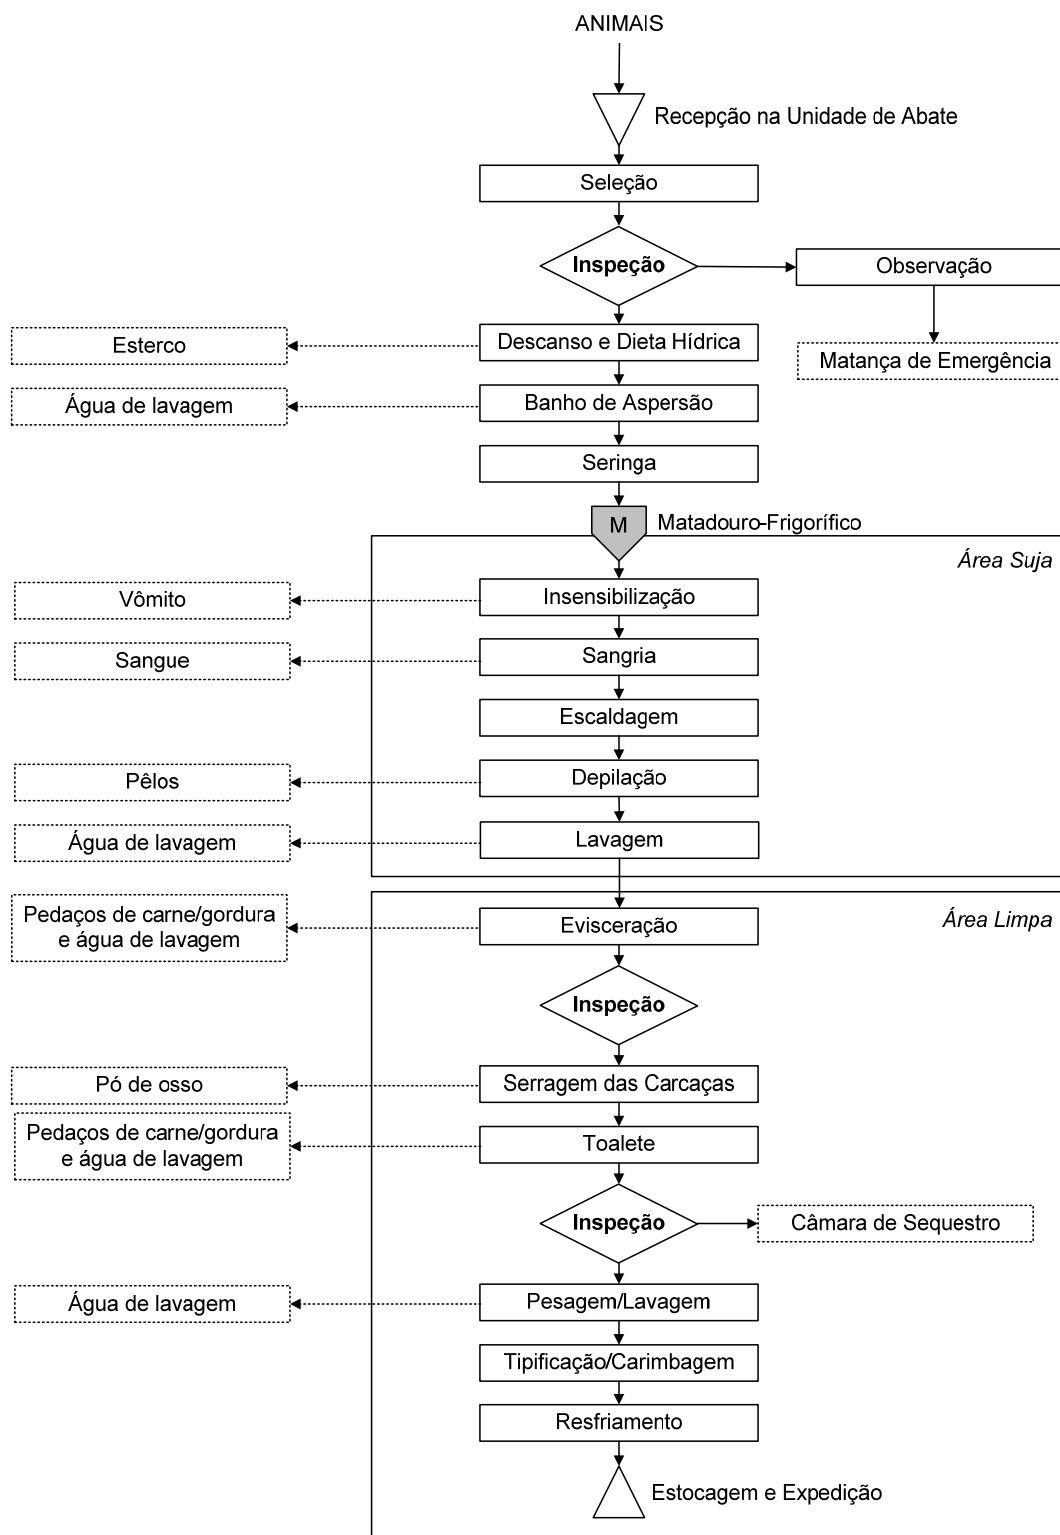 ANIMAIS
Recepção na Unidade de Abate
Seleção
Inspeção
Observação
Esterco
Descanso e Dieta Hídrica
Matança de Emergência
Água de lavagem
Banho de Aspersão
Seringa
M
Matadouro-Frigorífico
Área Suja
Vômito
Insensibilização
Sangue
Sangria
Escaldagem
Pêlos
Depilação
Água de lavagem
Lavagem
Pedaços de carne/gordura
e água de lavagem
Evisceração
Área Limpa
Inspeção
Pó de osso
Serragem das Carcaças
Pedaços de carne/gordura
e água de lavagem
Toalete
Inspeção
Câmara de Sequestro
Água de lavagem
Pesagem/Lavagem
Tipificação/Carimbagem
Resfriamento
Estocagem e Expedição